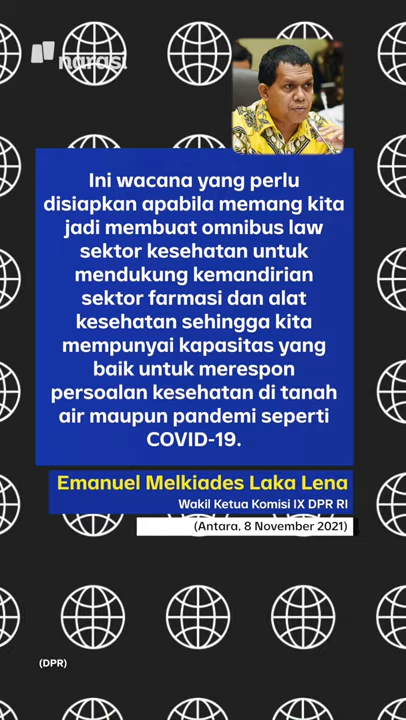 narasi.
Ini wacana yang perlu
disiapkan apabila memang kita
jadi membuat omnibus law
sektor kesehatan untuk
mendukung kemandirian
sektor farmasi dan alat
kesehatan sehingga kita
mempunyai kapasitas yang
baik untuk merespon
persoalan kesehatan di tanah
air maupun pandemi seperti
COVID-19.
Emanuel Melkiades Laka Lena
Wakil Ketua Komisi IX DPR RI
(Antara, 8 November 2021)
(DPR)